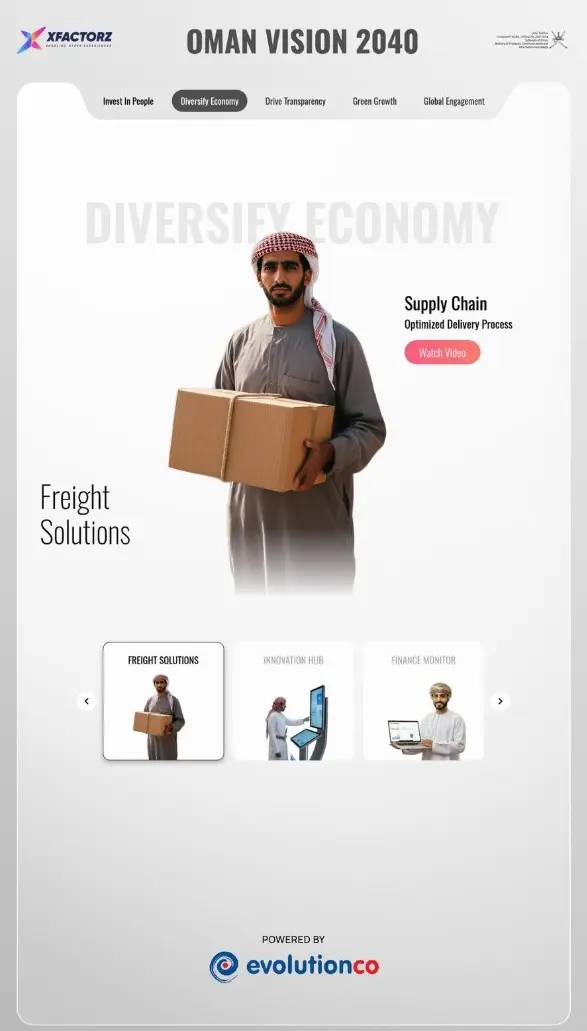 XFACTORZ
OMAN VISION 2040
Invest In People
Diversify Economy
Drive Transparency
Green Growth
Global Engagement
DIVERSIFY ECONOMY
Supply Chain
Optimized Delivery Process
Watch Video
Freight
Solutions
FREIGHT SOLUTIONS
INNOVATION HUB
FINANCE MONITOR
POWERED BY
evolutionco